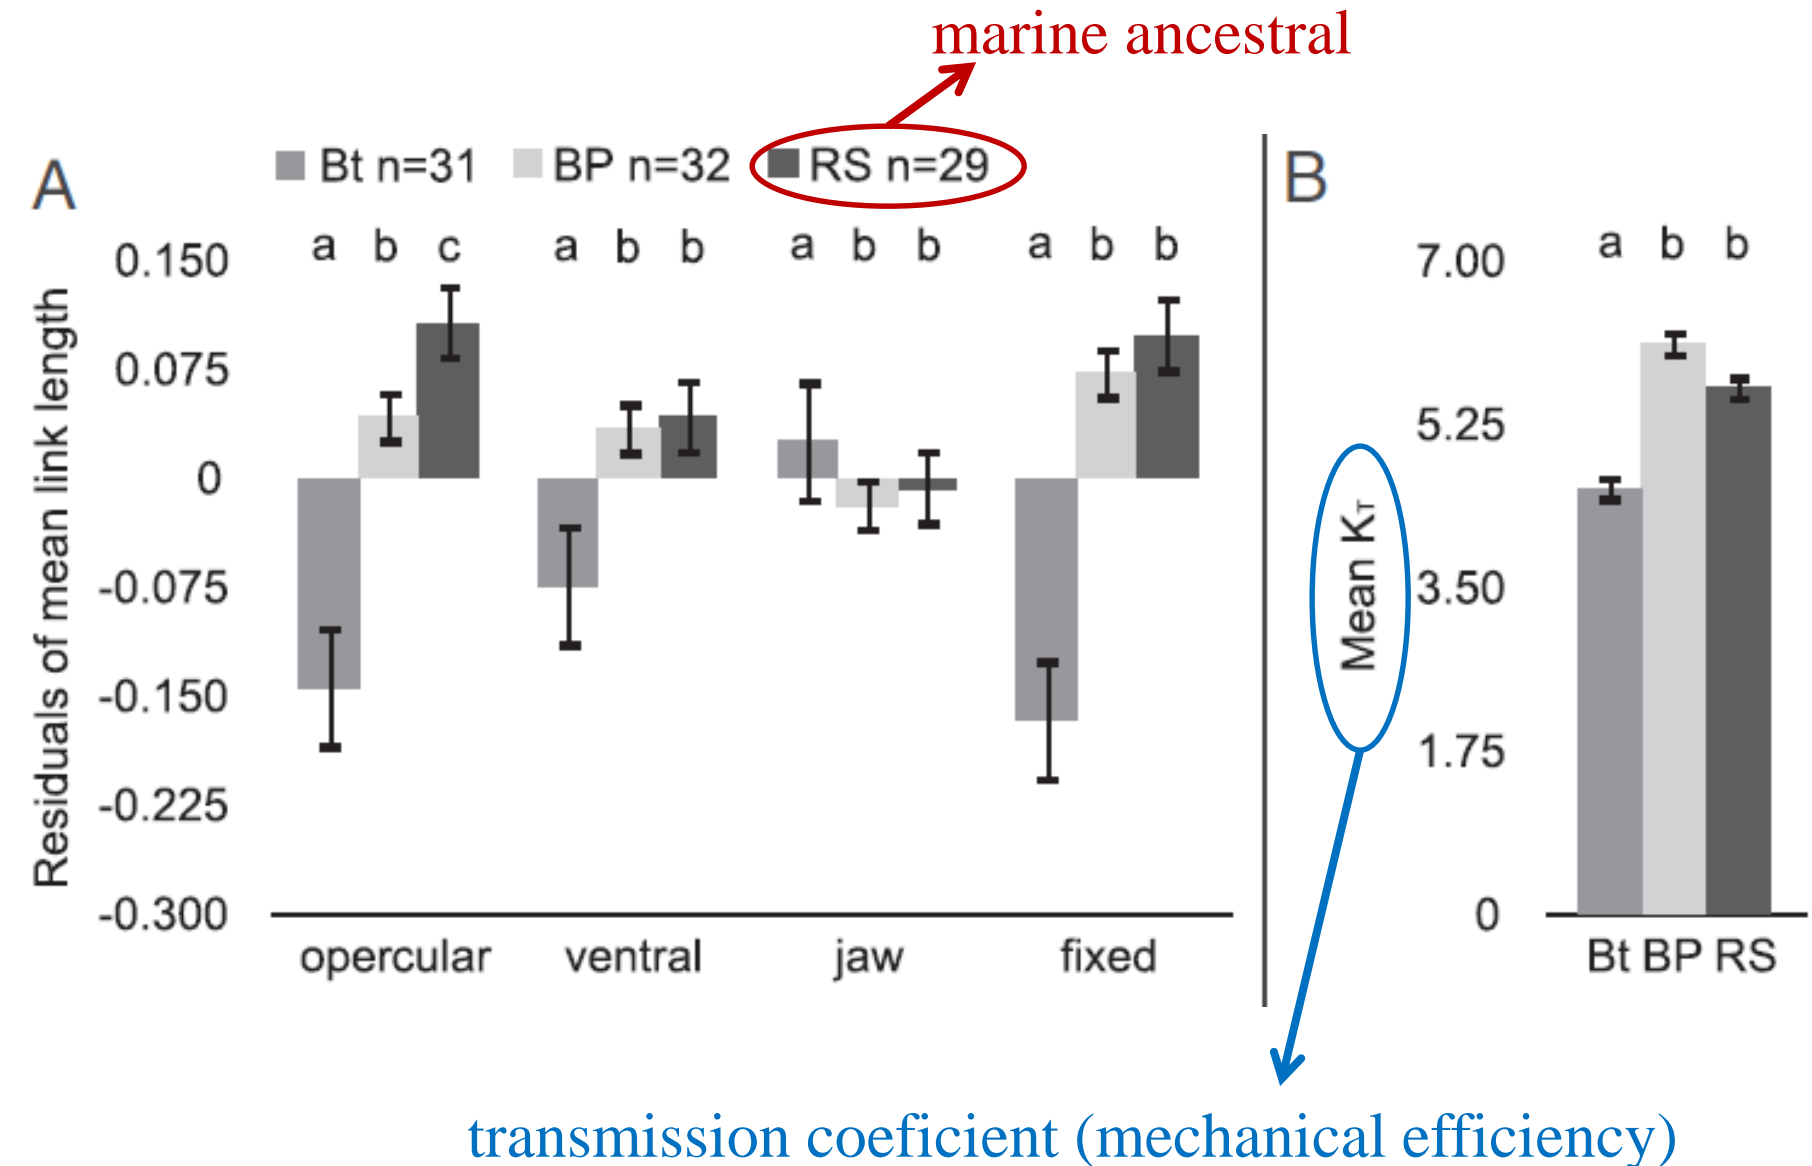 marine ancestral
A
Bt n=31 BP n=32 RS n=29
B
a b c a b b a b b a b b
a b b
Residuals of mean link length
0.150
0.075
0
-0.075
-0.150
-0.225
-0.300
opercular ventral jaw fixed
Mean KT
7.00
5.25
3.50
1.75
0
Bt BP RS
transmission coeficient (mechanical efficiency)